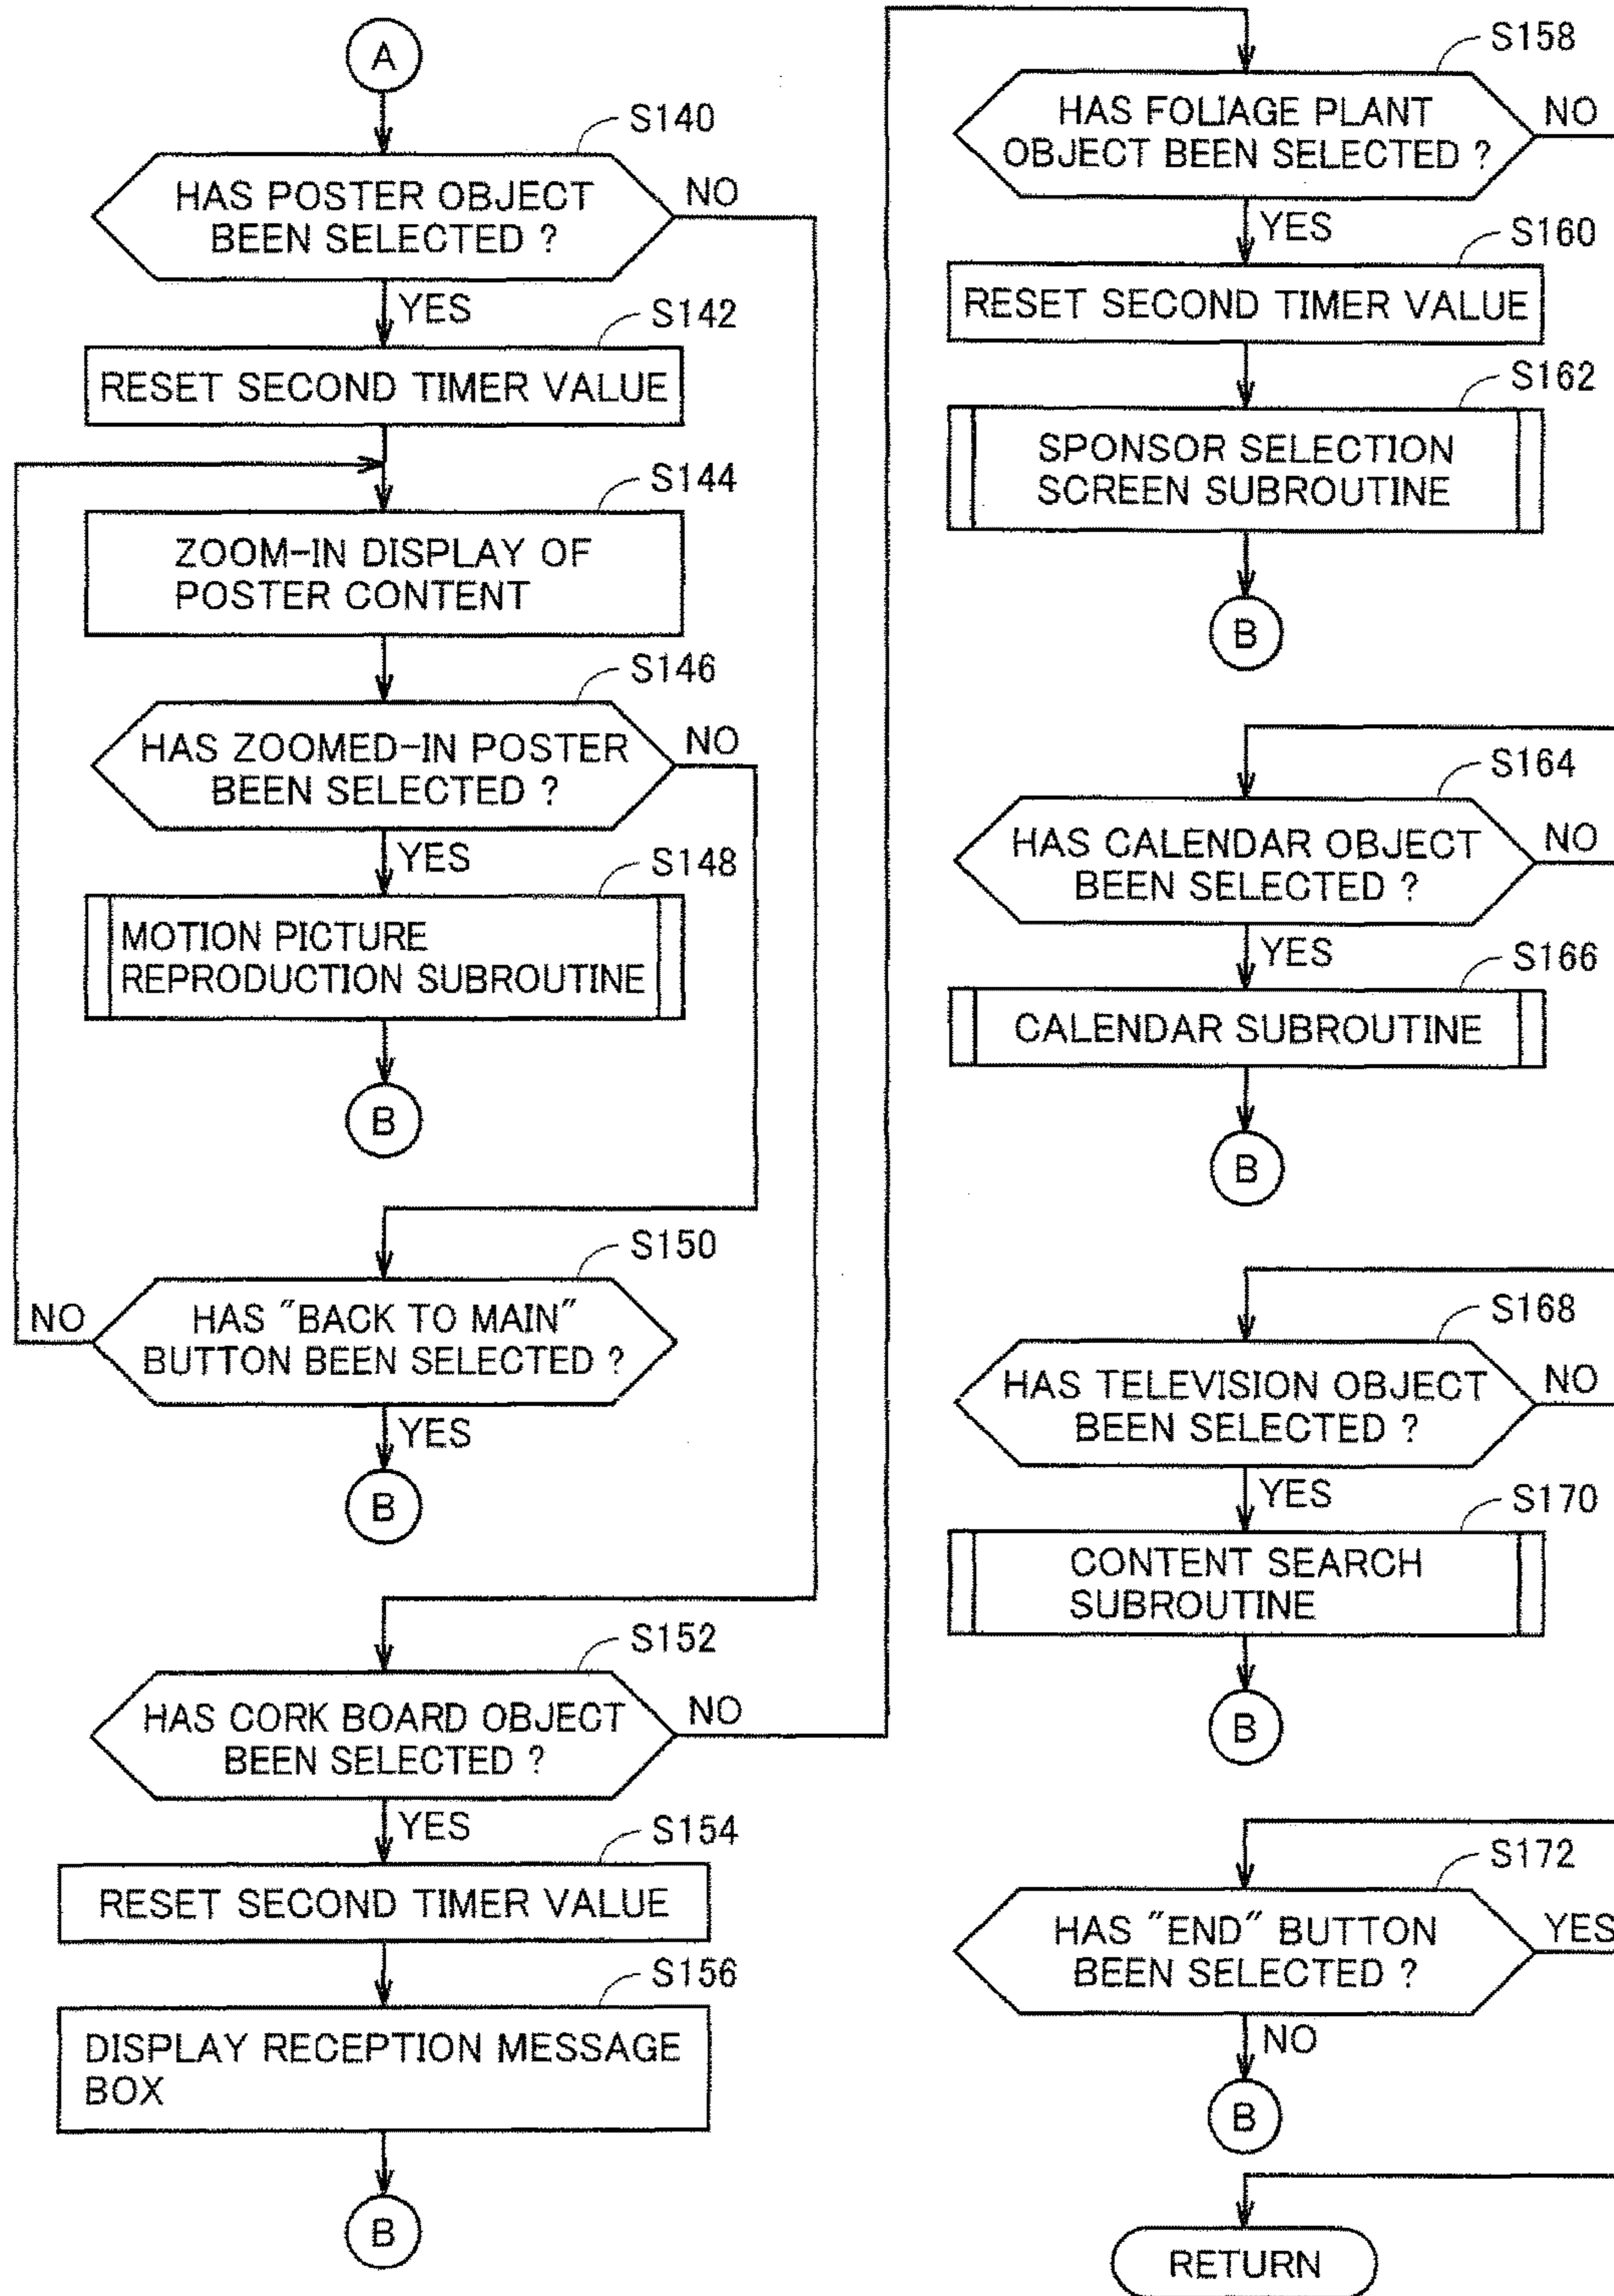 A
S140
HAS POSTER OBJECT
BEEN SELECTED ?
NO
YES
S142
RESET SECOND TIMER VALUE
S144
ZOOM-IN DISPLAY OF
POSTER CONTENT
S146
HAS ZOOMED-IN POSTER
BEEN SELECTED ?
NO
YES
S148
MOTION PICTURE
REPRODUCTION SUBROUTINE
B
S150
HAS "BACK TO MAIN"
BUTTON BEEN SELECTED ?
NO
YES
B
S152
HAS CORK BOARD OBJECT
BEEN SELECTED ?
NO
YES
S154
RESET SECOND TIMER VALUE
S156
DISPLAY RECEPTION MESSAGE
BOX
B
S158
HAS FOLIAGE PLANT
OBJECT BEEN SELECTED ?
NO
YES
S160
RESET SECOND TIMER VALUE
S162
SPONSOR SELECTION
SCREEN SUBROUTINE
B
S164
HAS CALENDAR OBJECT
BEEN SELECTED ?
NO
YES
S166
CALENDAR SUBROUTINE
B
S168
HAS TELEVISION OBJECT
BEEN SELECTED ?
NO
YES
S170
CONTENT SEARCH
SUBROUTINE
B
S172
HAS "END" BUTTON
BEEN SELECTED ?
YES
NO
B
RETURN